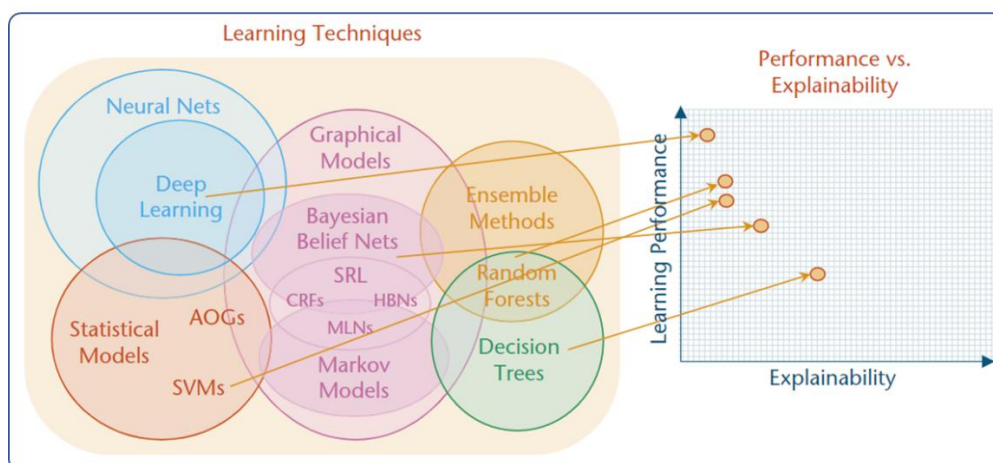 Learning Techniques
Neural Nets
Deep
Learning
Graphical
Models
Bayesian
Belief Nets
SRL
CRFs
HBNs
MLNs
Markov
Models
Ensemble
Methods
Random
Forests
Decision
Trees
Statistical
Models
AOGs
SVMs
Performance vs.
Explainability
Learning Performance
Explainability